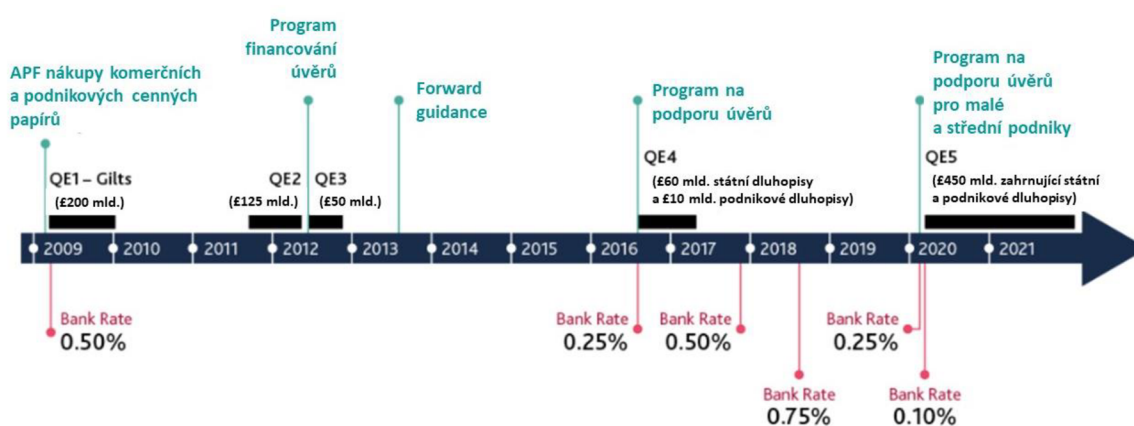 APF nákupy komerčních
a podnikových cenných
papírů
Program
financování
úvěrů
Forward
guidance
Program na
podporu úvěrů
Program na
podporu úvěrů
pro malé
a střední podniky
QE1 – Gilts
(£200 mld.)
QE2
(£125 mld.)
QE3
(£50 mld.)
QE4
(£60 mld. státní dluhopisy
a £10 mld. podnikové dluhopisy)
QE5
(£450 mld. zahrnující státní
a podnikové dluhopisy)
2009 2010 2011 2012 2013 2014 2015 2016 2017 2018 2019 2020 2021
Bank Rate
0.50%
Bank Rate
0.25%
Bank Rate
0.50%
Bank Rate
0.75%
Bank Rate
0.25%
Bank Rate
0.10%